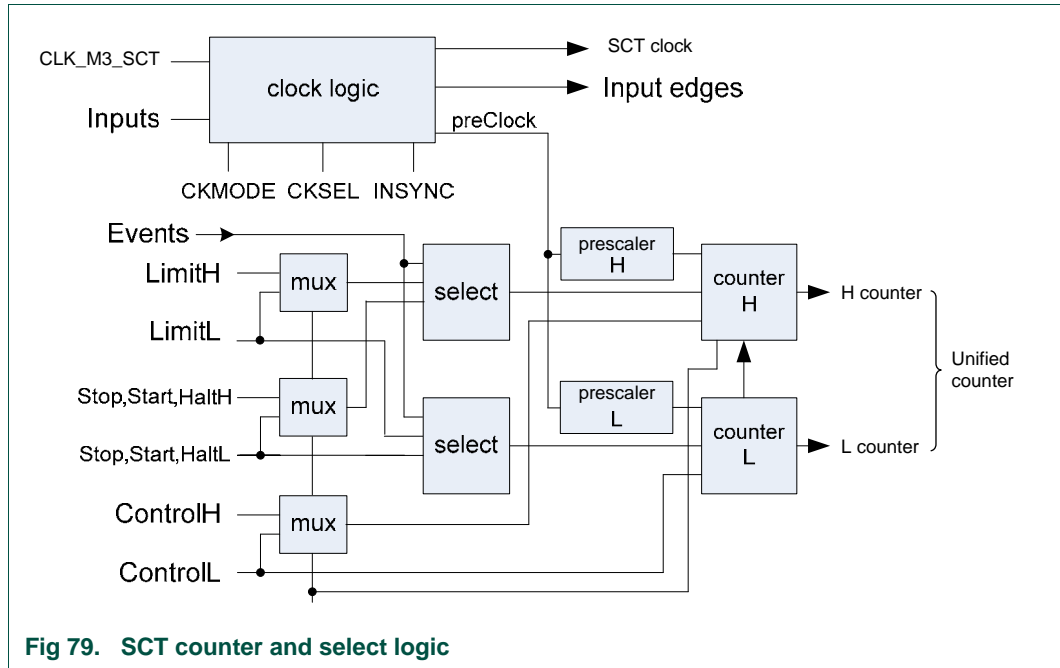 CLK_M3_SCT
Inputs
clock logic
SCT clock
Input edges
preClock
CKMODE CKSEL INSYNC
Events
LimitH
LimitL
mux
select
prescaler
H
counter
H
H counter
Stop,Start,HaltH
Stop,Start,HaltL
mux
select
prescaler
L
counter
L
L counter
Unified
counter
ControlH
ControlL
mux
Fig 79. SCT counter and select logic